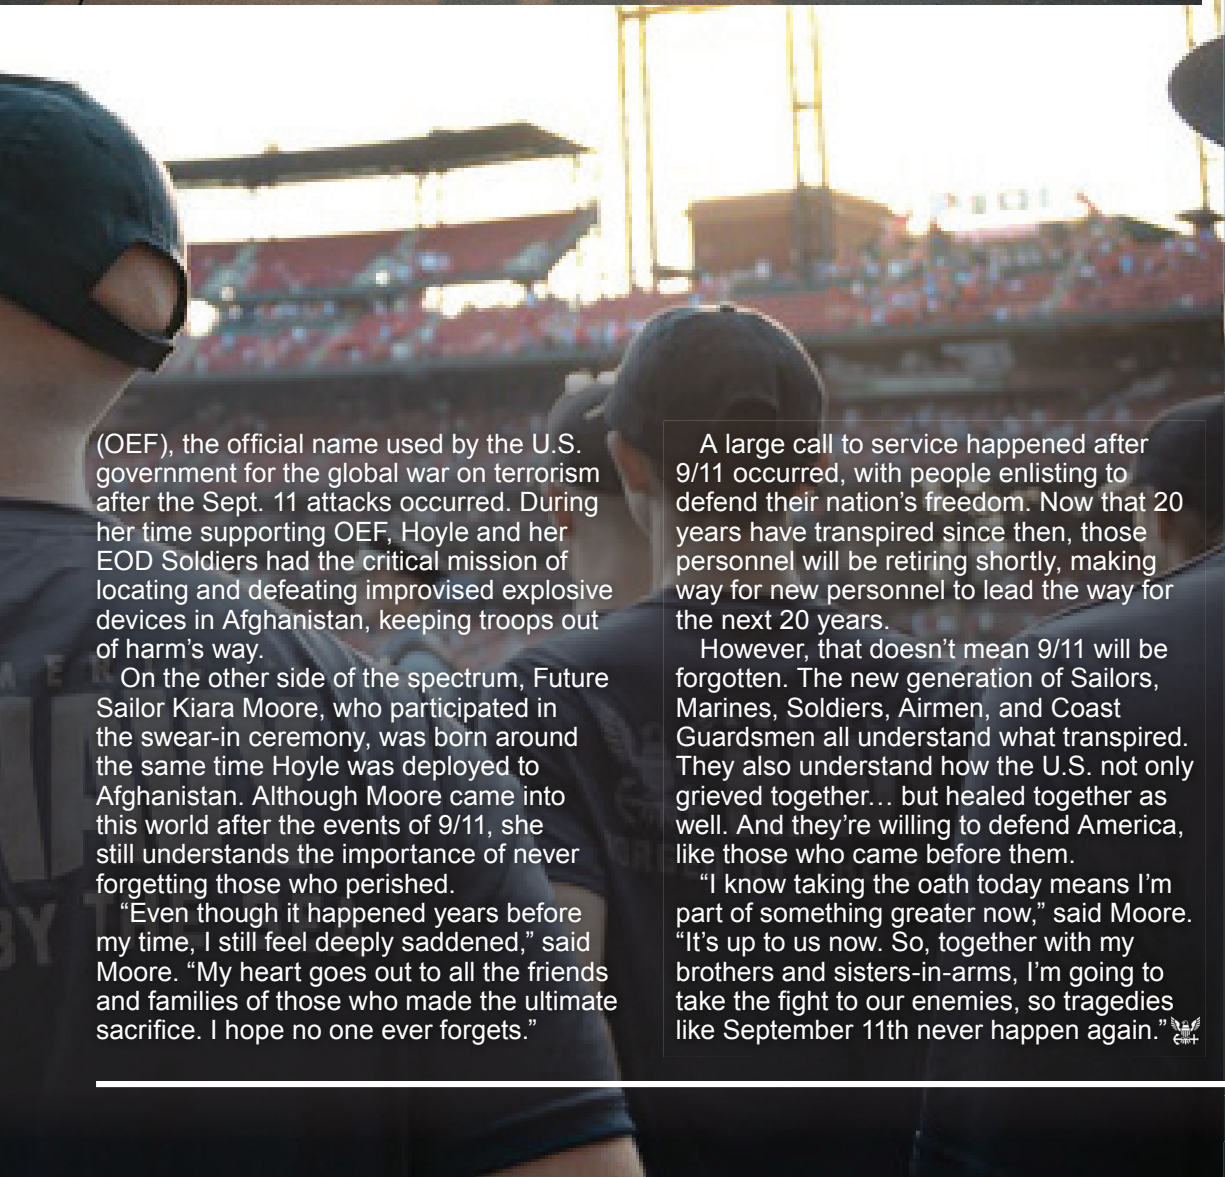 (OEF), the official name used by the U.S.
government for the global war on terrorism
after the Sept. 11 attacks occurred. During
her time supporting OEF, Hoyle and her
EOD Soldiers had the critical mission of
locating and defeating improvised explosive
devices in Afghanistan, keeping troops out
of harm’s way.
On the other side of the spectrum, Future
Sailor Kiara Moore, who participated in
the swear-in ceremony, was born around
the same time Hoyle was deployed to
Afghanistan. Although Moore came into
this world after the events of 9/11, she
still understands the importance of never
forgetting those who perished.
“Even though it happened years before
my time, I still feel deeply saddened,” said
Moore. “My heart goes out to all the friends
and families of those who made the ultimate
sacrifice. I hope no one ever forgets.”
A large call to service happened after
9/11 occurred, with people enlisting to
defend their nation’s freedom. Now that 20
years have transpired since then, those
personnel will be retiring shortly, making
way for new personnel to lead the way for
the next 20 years.
However, that doesn’t mean 9/11 will be
forgotten. The new generation of Sailors,
Marines, Soldiers, Airmen, and Coast
Guardsmen all understand what transpired.
They also understand how the U.S. not only
grieved together… but healed together as
well. And they’re willing to defend America,
like those who came before them.
“I know taking the oath today means I’m
part of something greater now,” said Moore.
“It’s up to us now. So, together with my
brothers and sisters-in-arms, I’m going to
take the fight to our enemies, so tragedies
like September 11th never happen again.”
BY THE